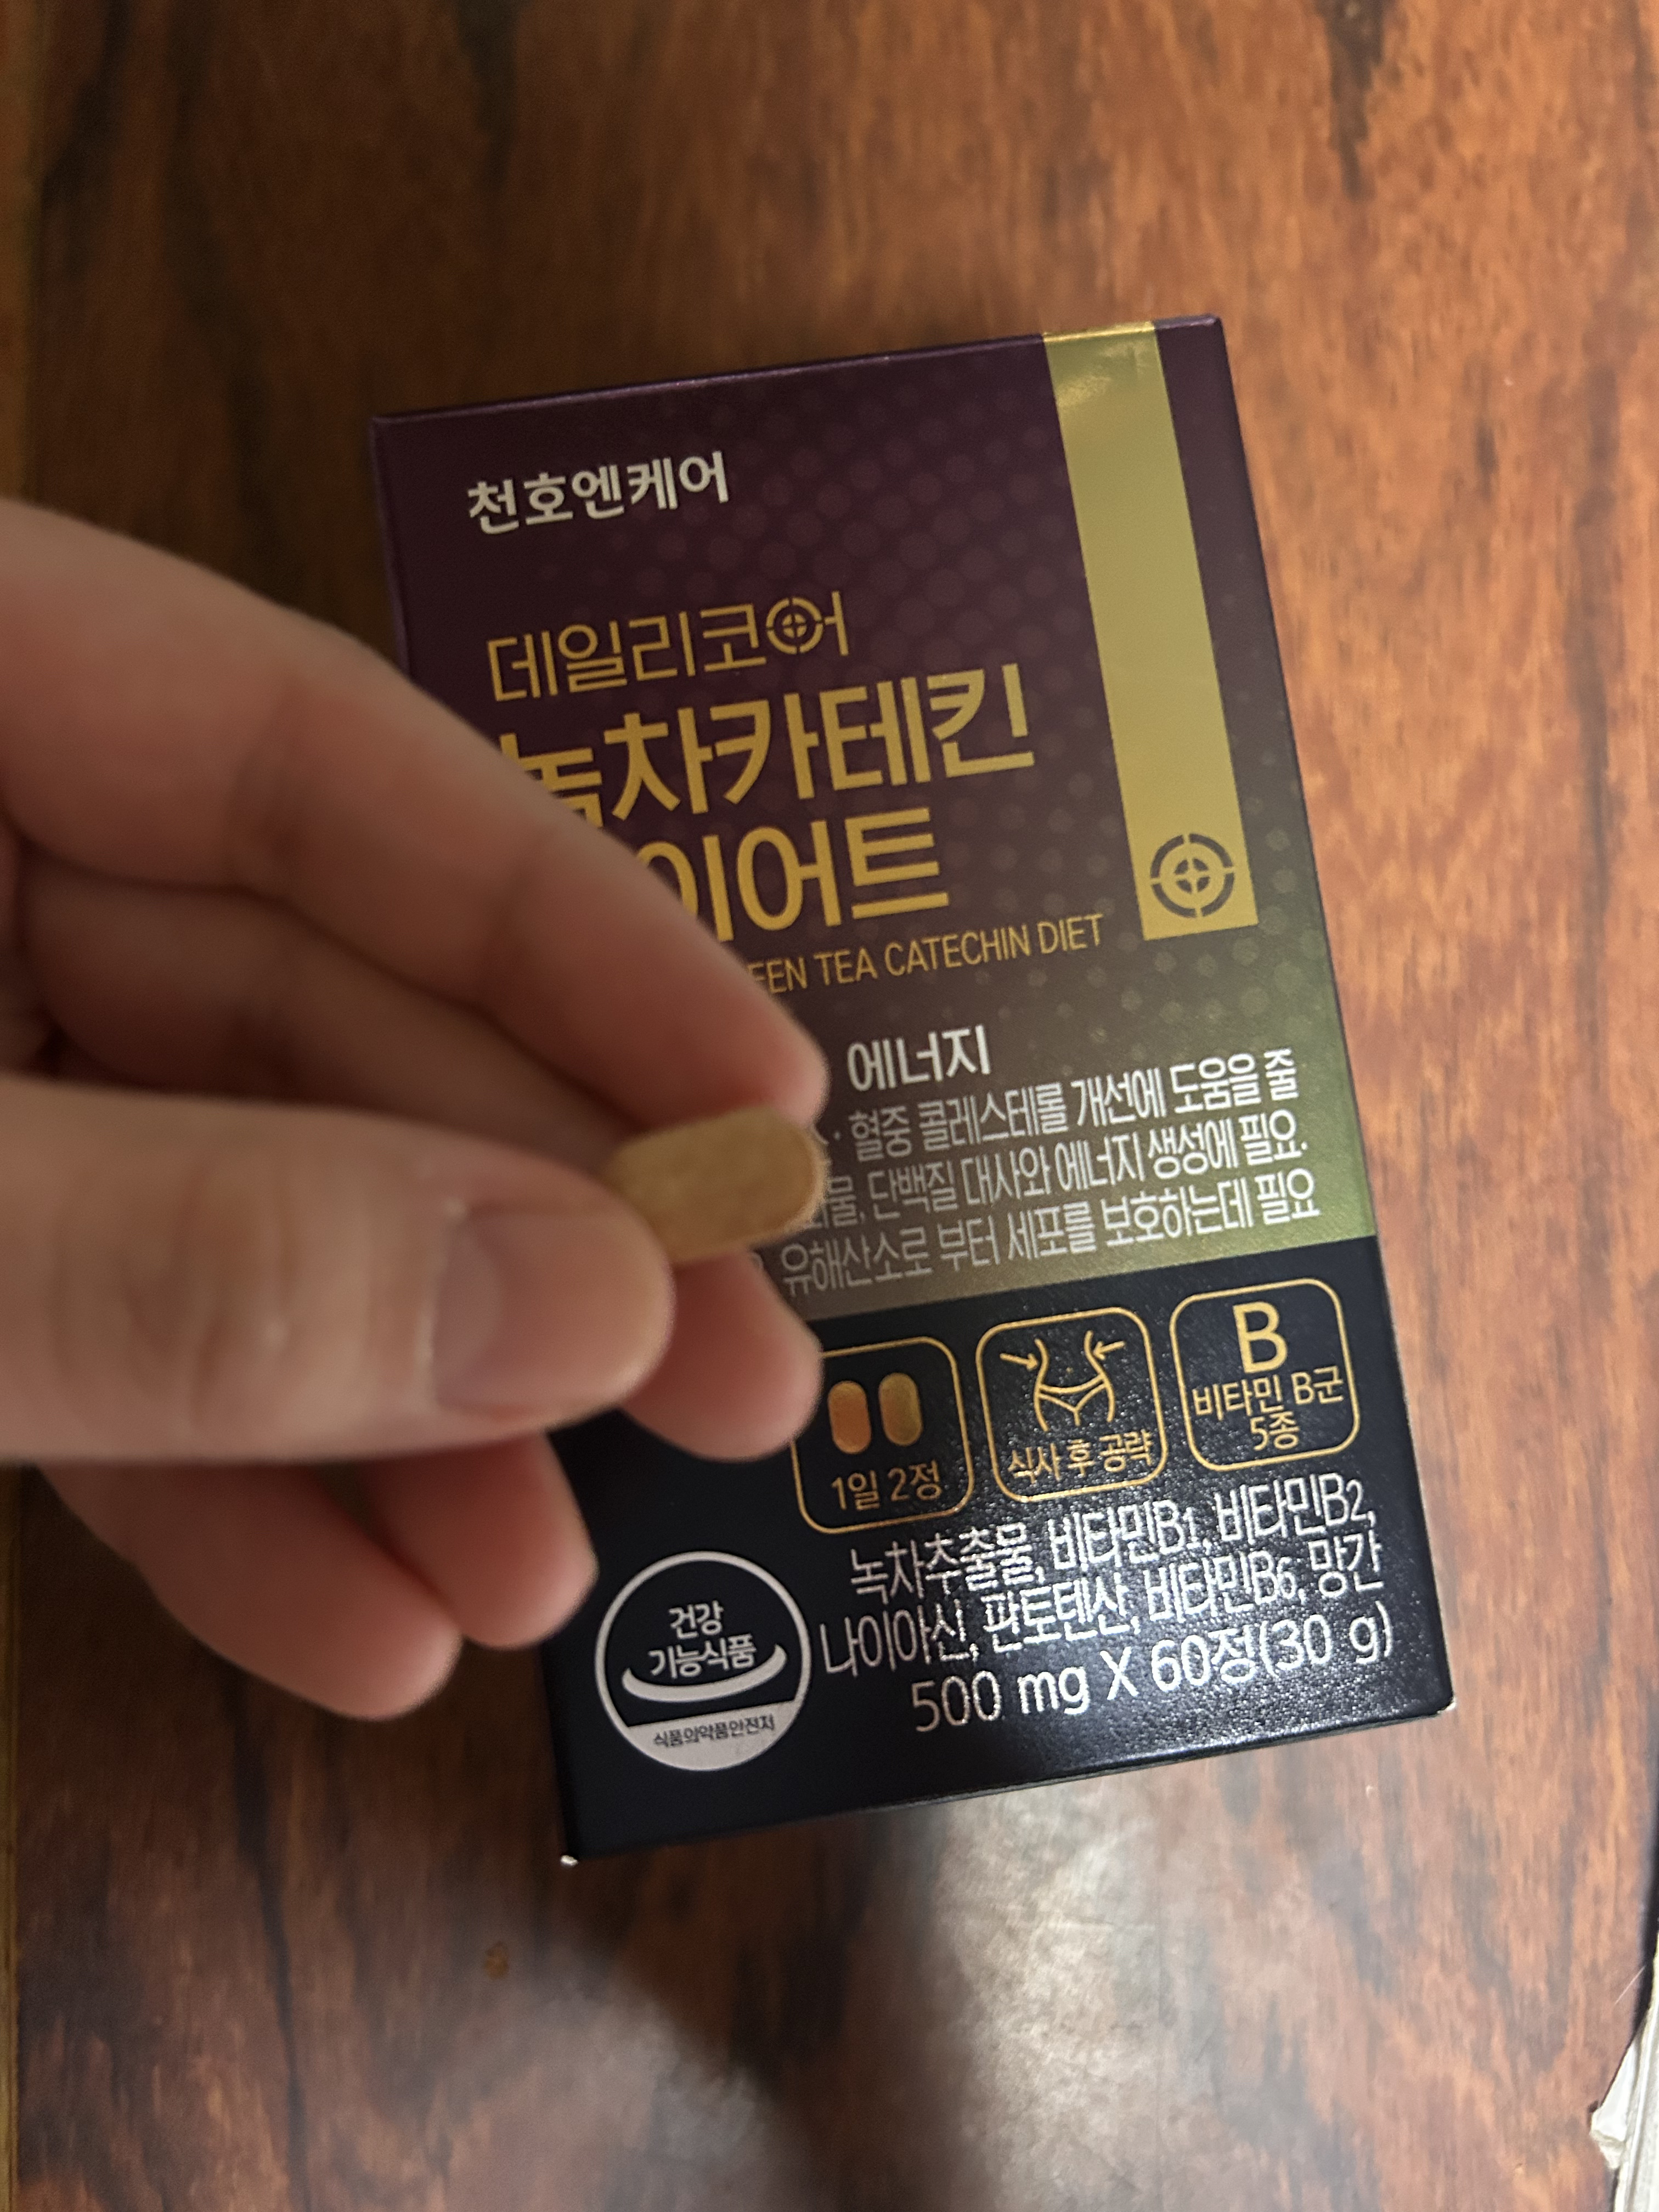 천호엔케어
데일리코어
녹차카테킨
이어트
TEA CATECHIN DIET
에너지
혈중 콜레스테롤 개선에 도움을 줄
단백질 대사와 에너지 생성에 필요.
유해산소로 부터 세포를 보호하는데 필요
1일 2정
식사 후 공략
B
비타민 B군
5종
녹차추출물, 비타민B1, 비타민B2,
나이아신, 판토텐산, 비타민B6, 망간
500 mg X 60정(30 g)
건강
기능식품
식품의약품안전처